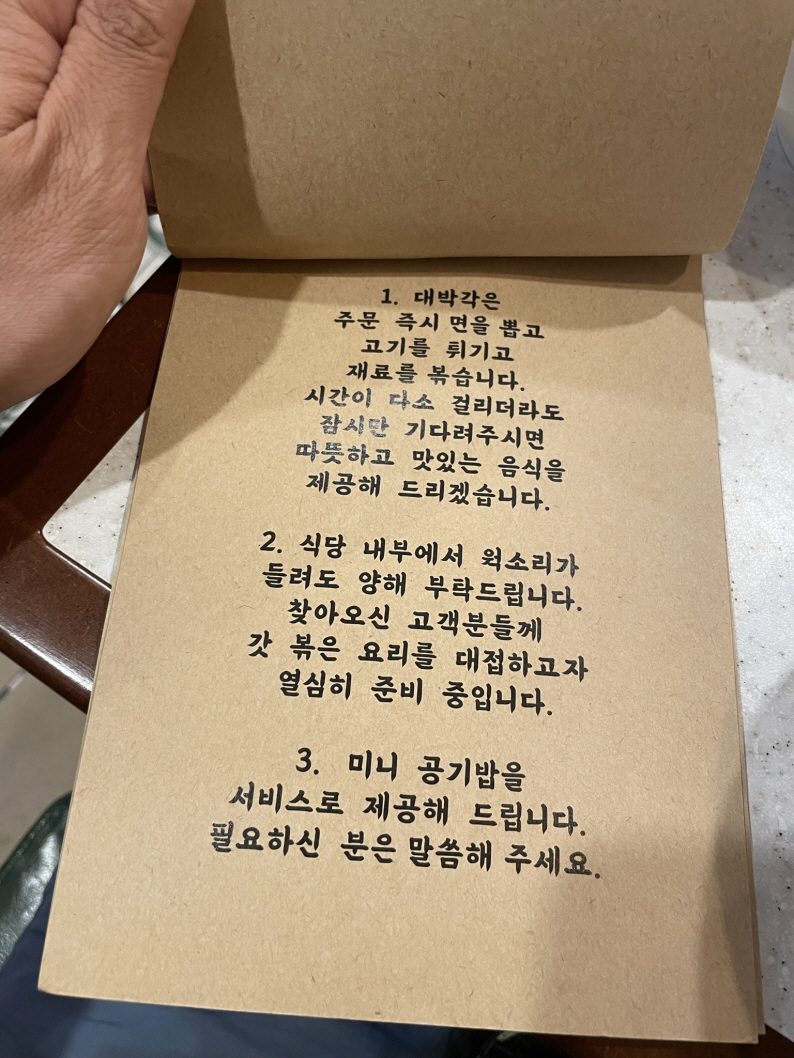 1. 대박각은
주문 즉시 면을 뽑고
고기를 튀기고
재료를 볶습니다.
시간이 다소 걸리더라도
잠시만 기다려주시면
따뜻하고 맛있는 음식을
제공해 드리겠습니다.
2. 식당 내부에서 웍소리가
들려도 양해 부탁드립니다.
찾아오신 고객분들께
갓 볶은 요리를 대접하고자
열심히 준비 중입니다.
3. 미니 공기밥을
서비스로 제공해 드립니다.
필요하신 분은 말씀해 주세요.